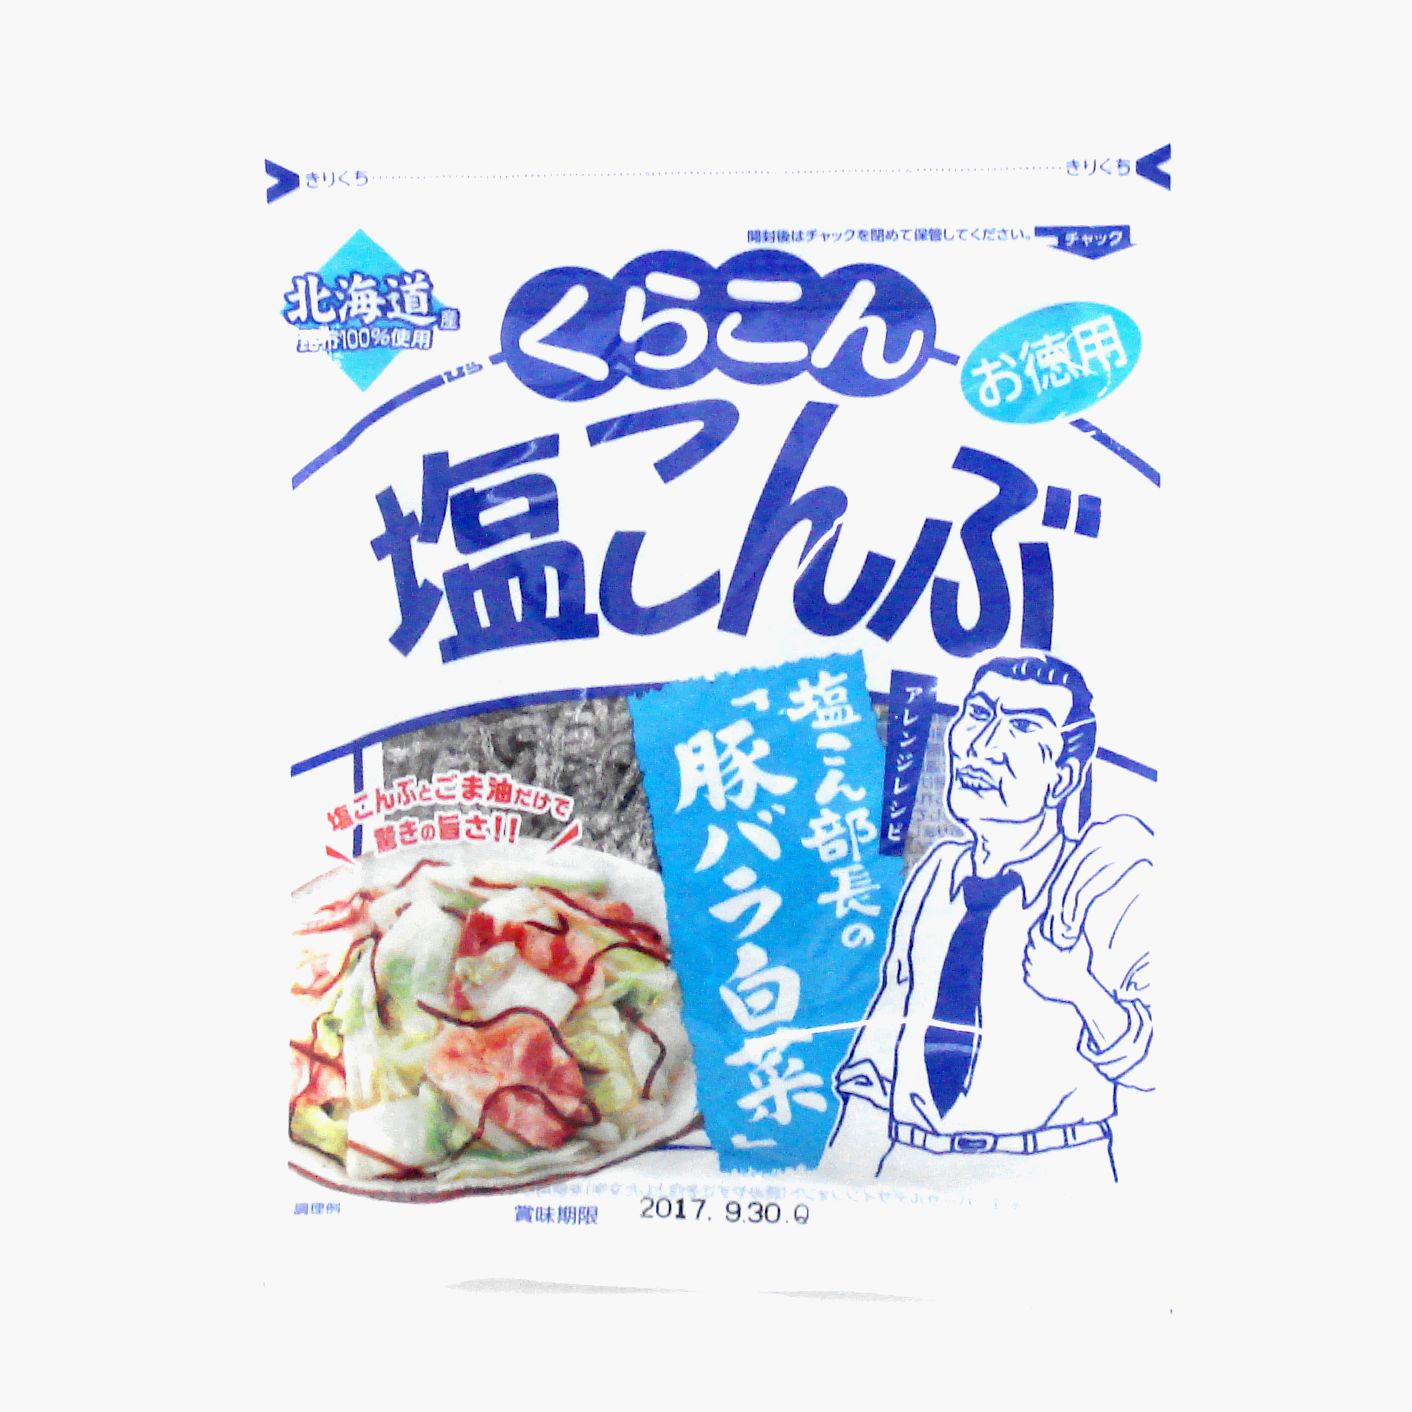 きりくち
きりくち
開封後はチャックを閉めて保管してください。
チャック
北海道産
昆布100%使用
くらこん
お徳用
塩こんぶ
アレンジレシピ
塩こん部長の
「豚バラ白菜」
塩こんぶとごま油だけで
驚きの旨さ!!
調理例
賞味期限 2017. 9.30.Q